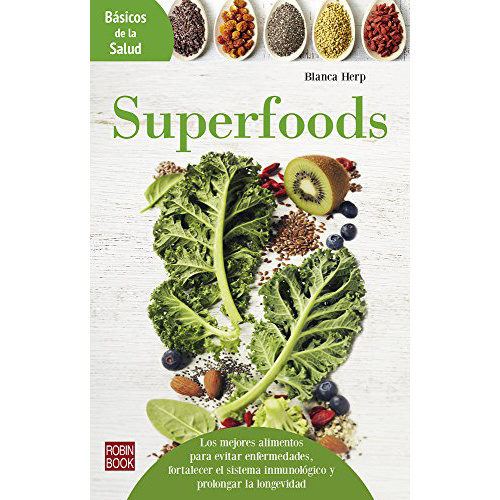 Básicos
de la
Salud
Blanca Herp
Superfoods
Los mejores alimentos
para evitar enfermedades,
fortalecer el sistema inmunológico y
prolongar la longevidad
ROBIN
BOOK